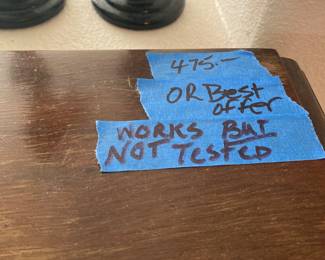 475.-
OR Best
offer
WORKS BUT
NOT TESTED